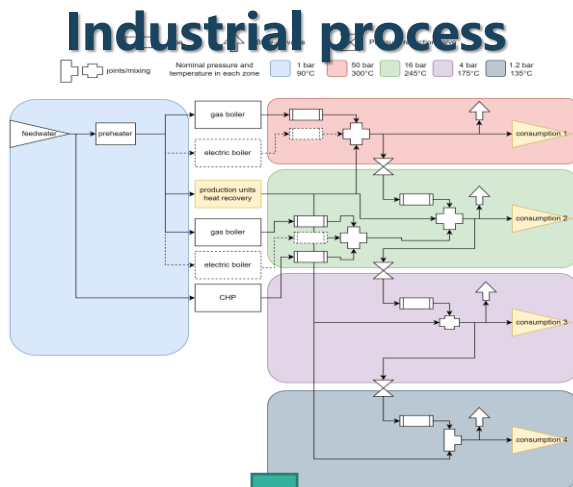 Industrial process
joints/mixing
Nominal pressure and
temperature in each zone
1 bar
90°C
50 bar
300°C
16 bar
245°C
4 bar
175°C
1.2 bar
135°C
feedwater
preheater
gas boiler
electric boiler
production units
heat recovery
gas boiler
electric boiler
CHP
consumption 1
consumption 2
consumption 3
consumption 4